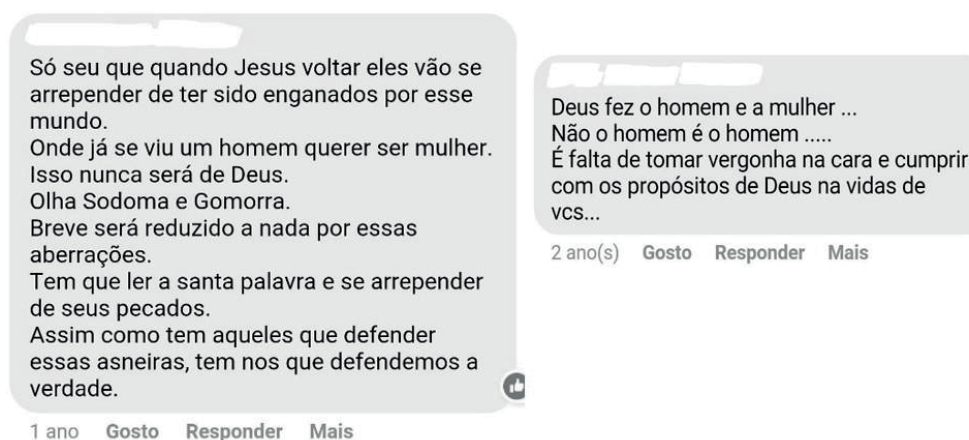 Só seu que quando Jesus voltar eles vão se
arrepender de ter sido enganados por esse
mundo.
Onde já se viu um homem querer ser mulher.
Isso nunca será de Deus.
Olha Sodoma e Gomorra.
Breve será reduzido a nada por essas
aberrações.
Tem que ler a santa palavra e se arrepender
de seus pecados.
Assim como tem aqueles que defender
essas asneiras, tem nos que defendemos a
verdade.
1 ano Gosto Responder Mais
Deus fez o homem e a mulher ...
Não o homem é o homem .....
É falta de tomar vergonha na cara e cumprir
com os propósitos de Deus na vidas de
vcs...
2 ano(s) Gosto Responder Mais